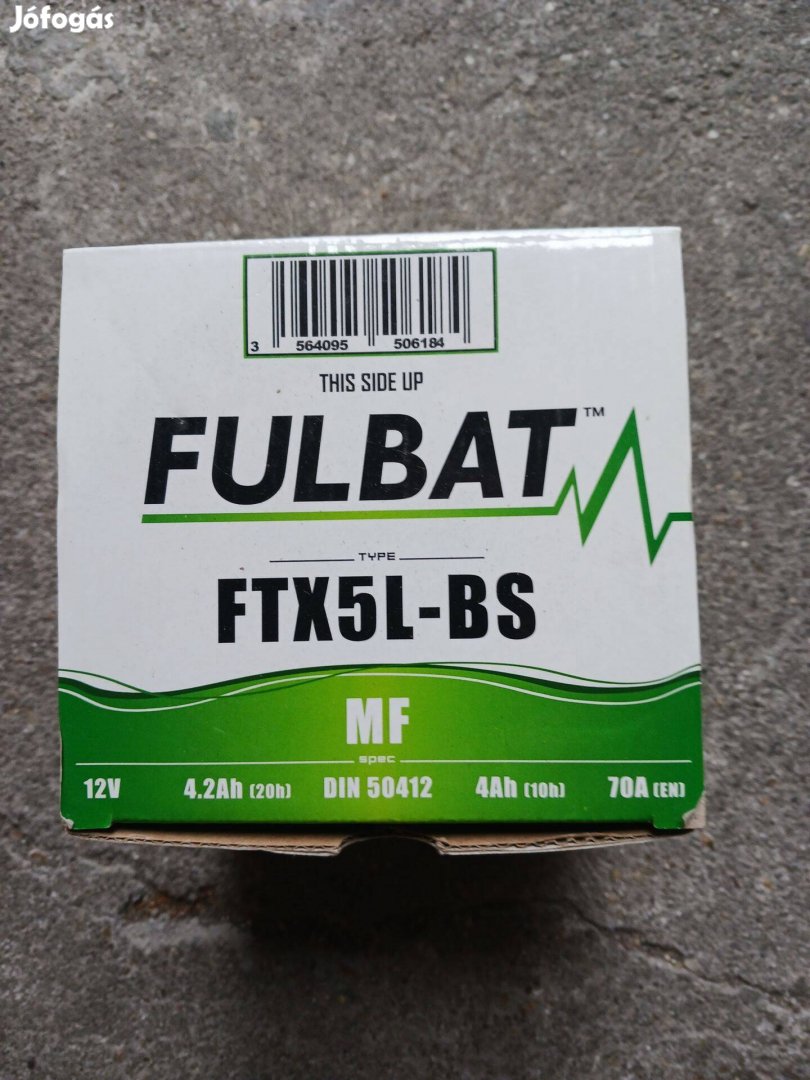 Jófogás
3 564095 506184
THIS SIDE UP
FULBAT™
TYPE
FTX5L-BS
MF
spec
12V 4.2Ah (20h) DIN 50412 4Ah (10h) 70A (EN)